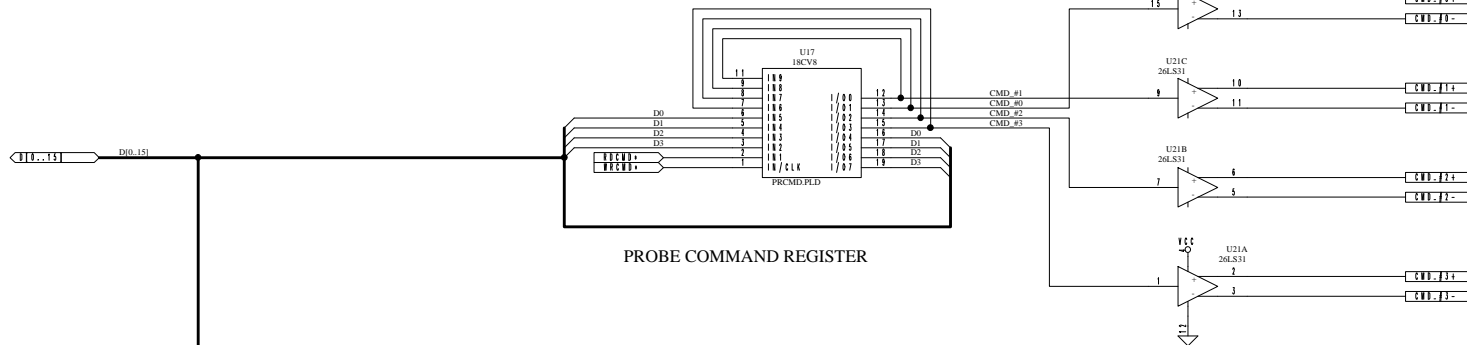 15
13
CMD_#0-
U17
18CV8
11 IN9
9 IN8
8 IN7
7 IN6
D0 6 IN5
D1 5 IN4
D2 4 IN3
D3 3 IN2
RDCMD* 2 IN1
WRCMD* 1 IN/CLK
I/O0 12 CMD_#1
I/O1 13 CMD_#0
I/O2 14 CMD_#2
I/O3 15 CMD_#3
I/O4 16 D0
I/O5 17 D1
I/O6 18 D2
I/O7 19 D3
PRCMD.PLD
D[0..15] D[0..15]
PROBE COMMAND REGISTER
U21C
26LS31
9 + 10 CMD_#1+
- 11 CMD_#1-
U21B
26LS31
7 + 6 CMD_#2+
- 5 CMD_#2-
VCC
U21A
26LS31
1 + 2 CMD_#3+
- 3 CMD_#3-
12